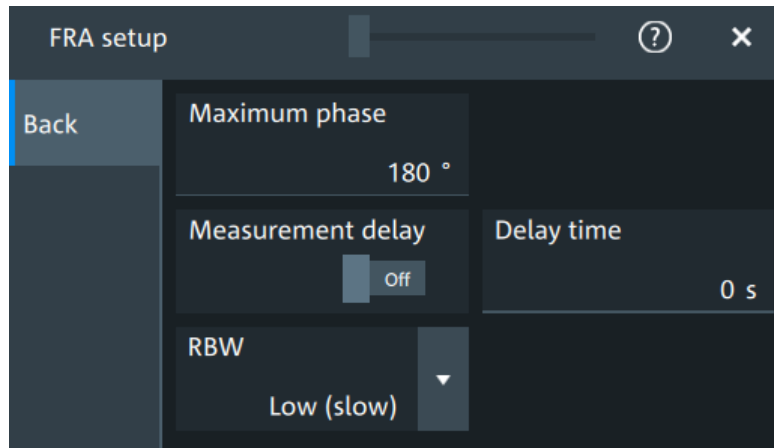 FRA setup
?
Back
Maximum phase
180 °
Measurement delay
Off
Delay time
0 s
RBW
Low (slow)